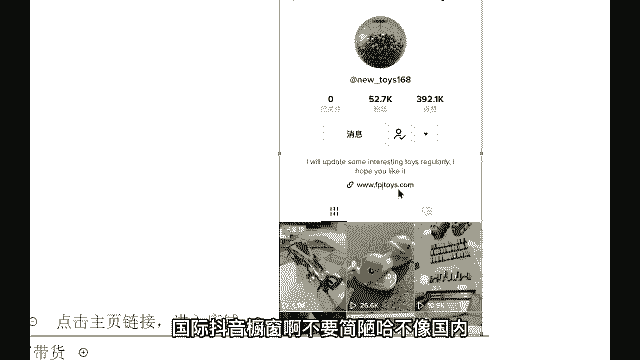 @new_toys168
0 52.7K 392.1K
消息
I will update some interesting toys regularly, I
hope you like it
www.fpjtoys.com
26.6K
点击主页链接，
国际抖音橱窗啊不要简陋哈不像国内
带货